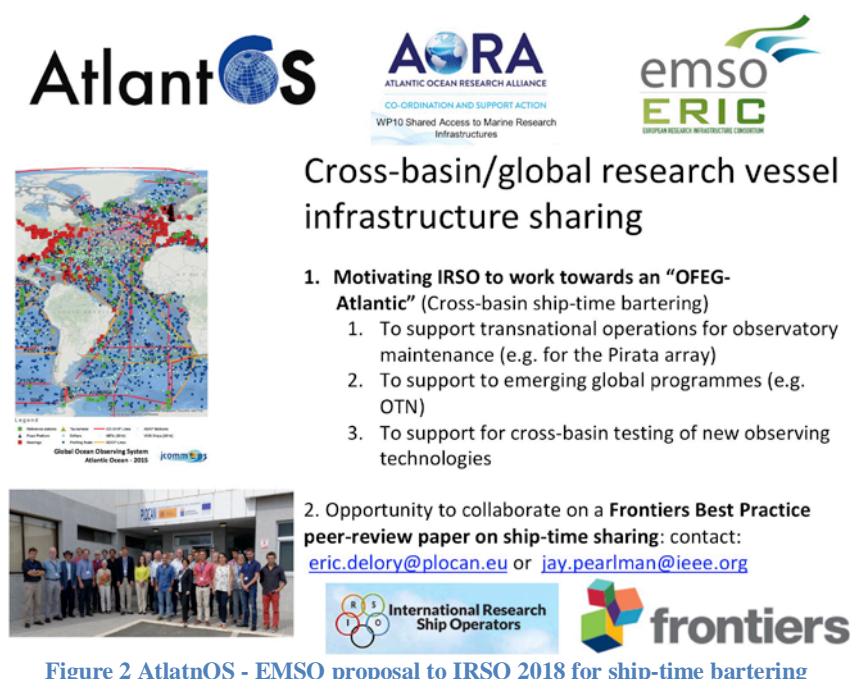 AtlantOS
AORA
ATLANTIC OCEAN RESEARCH ALLIANCE
CO-ORDINATION AND SUPPORT ACTION
WP10 Shared Access to Marine Research
Infrastructures
emso
ERIC
EUROPEAN RESEARCH INFRASTRUCTURE CONSORTIUM
Cross-basin/global research vessel
infrastructure sharing
1. Motivating IRSO to work towards an “OFEG-
Atlantic” (Cross-basin ship-time bartering)
1. To support transnational operations for observatory
maintenance (e.g. for the Pirata array)
2. To support to emerging global programmes (e.g.
OTN)
3. To support for cross-basin testing of new observing
technologies
Legend
Global Ocean Observing System
Atlantic Ocean - 2015
jcommops
PLOCAN
2. Opportunity to collaborate on a Frontiers Best Practice
peer-review paper on ship-time sharing: contact:
eric.delory@plocan.eu or jay.pearlman@ieee.org
R S
I O
International Research
Ship Operators
frontiers
Figure 2 AtlatnOS - EMSO proposal to IRSO 2018 for ship-time bartering